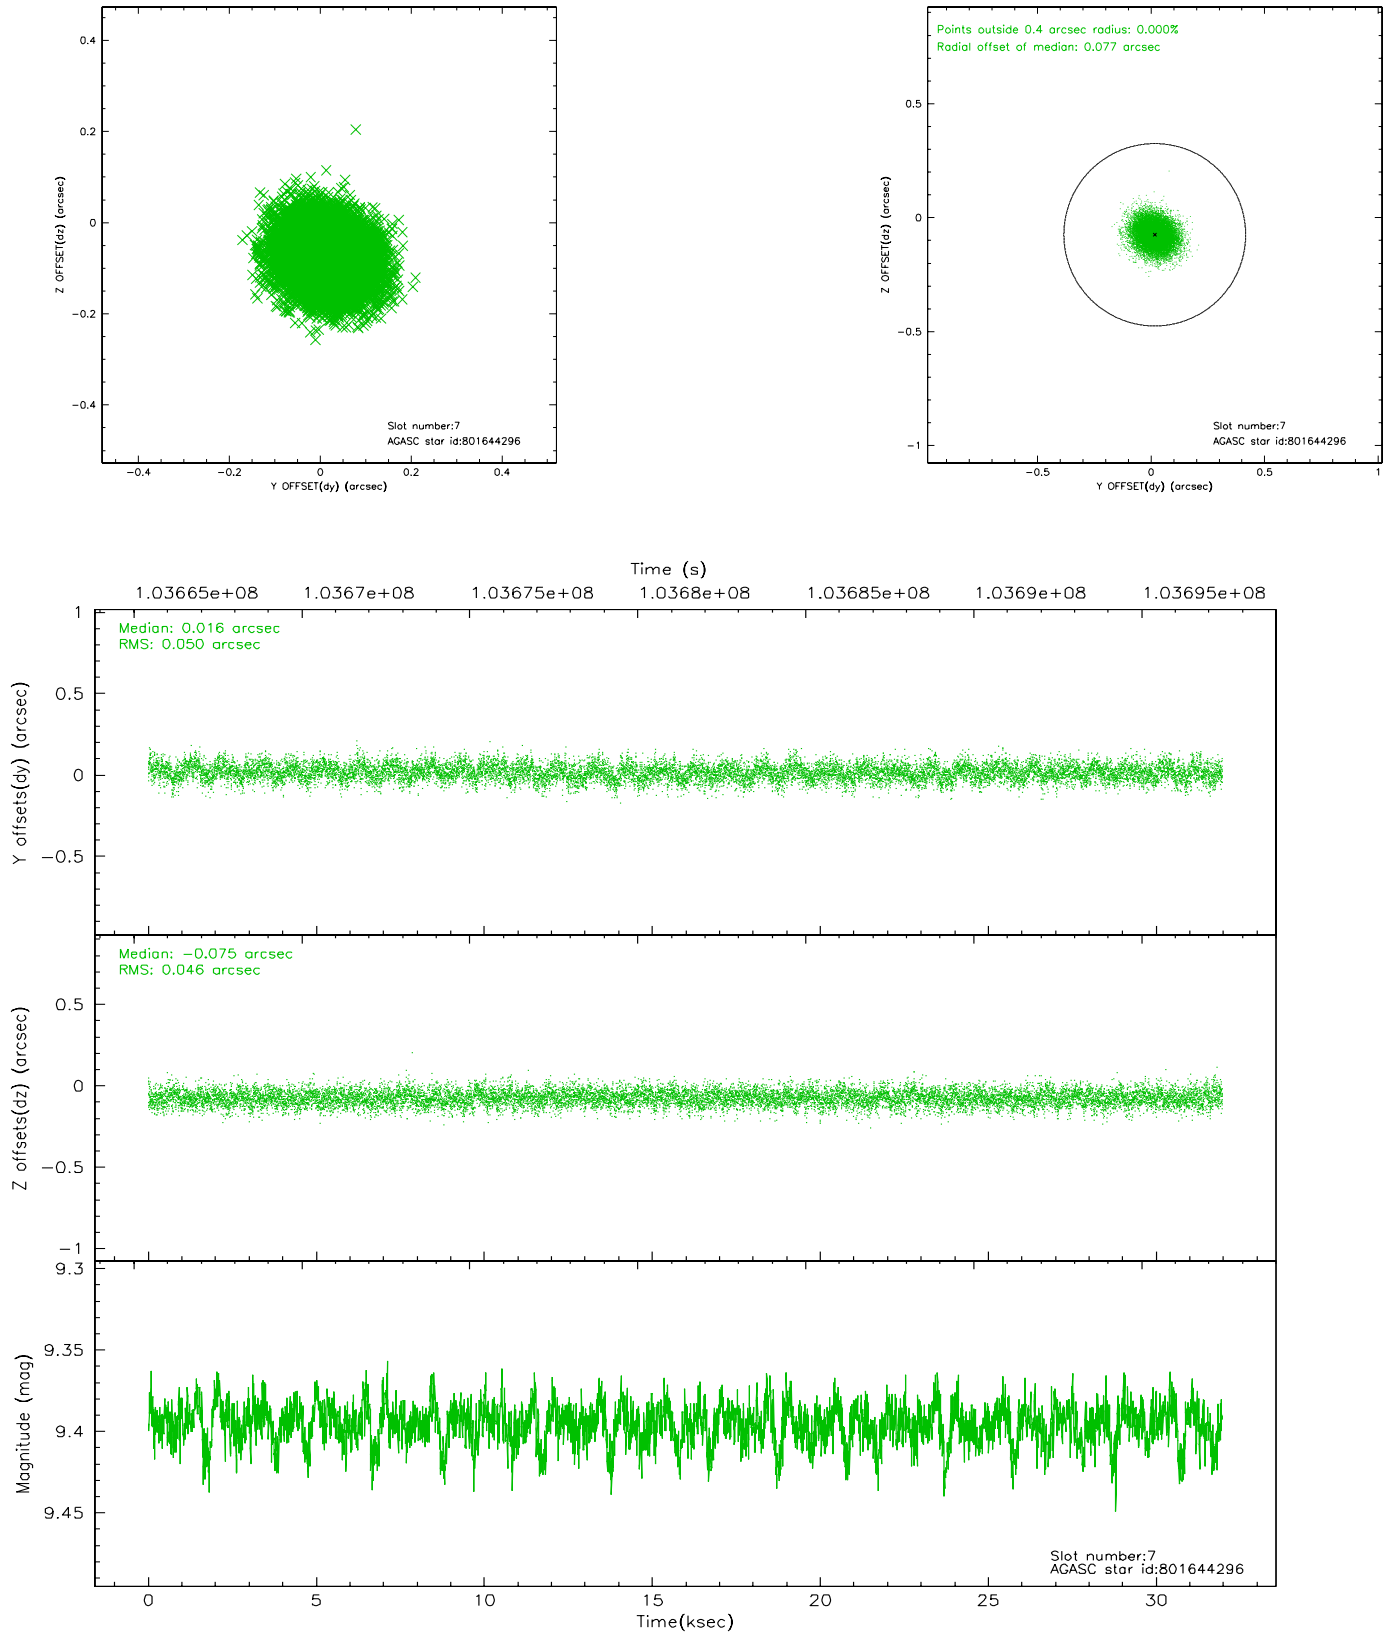 0.4
0.2
0
−0.2
−0.4
Z OFFSET(dz) (arcsec)
−0.4 −0.2 0 0.2 0.4
Y OFFSET(dy) (arcsec)
Slot number:7
AGASC star id:801644296
Points outside 0.4 arcsec radius: 0.000%
Radial offset of median: 0.077 arcsec
0.5
0
−0.5
−1
Z OFFSET(dz) (arcsec)
−0.5 0 0.5 1
Y OFFSET(dy) (arcsec)
Slot number:7
AGASC star id:801644296
Time (s)
1.03665e+08 1.0367e+08 1.03675e+08 1.0368e+08 1.03685e+08 1.0369e+08 1.03695e+08
Median: 0.016 arcsec
RMS: 0.050 arcsec
1
0.5
0
−0.5
Y offsets(dy) (arcsec)
Median: −0.075 arcsec
RMS: 0.046 arcsec
0.5
0
−0.5
−1
Z offsets(dz) (arcsec)
9.3
9.35
9.4
9.45
Magnitude (mag)
Slot number:7
AGASC star id:801644296
0 5 10 15 20 25 30
Time(ksec)